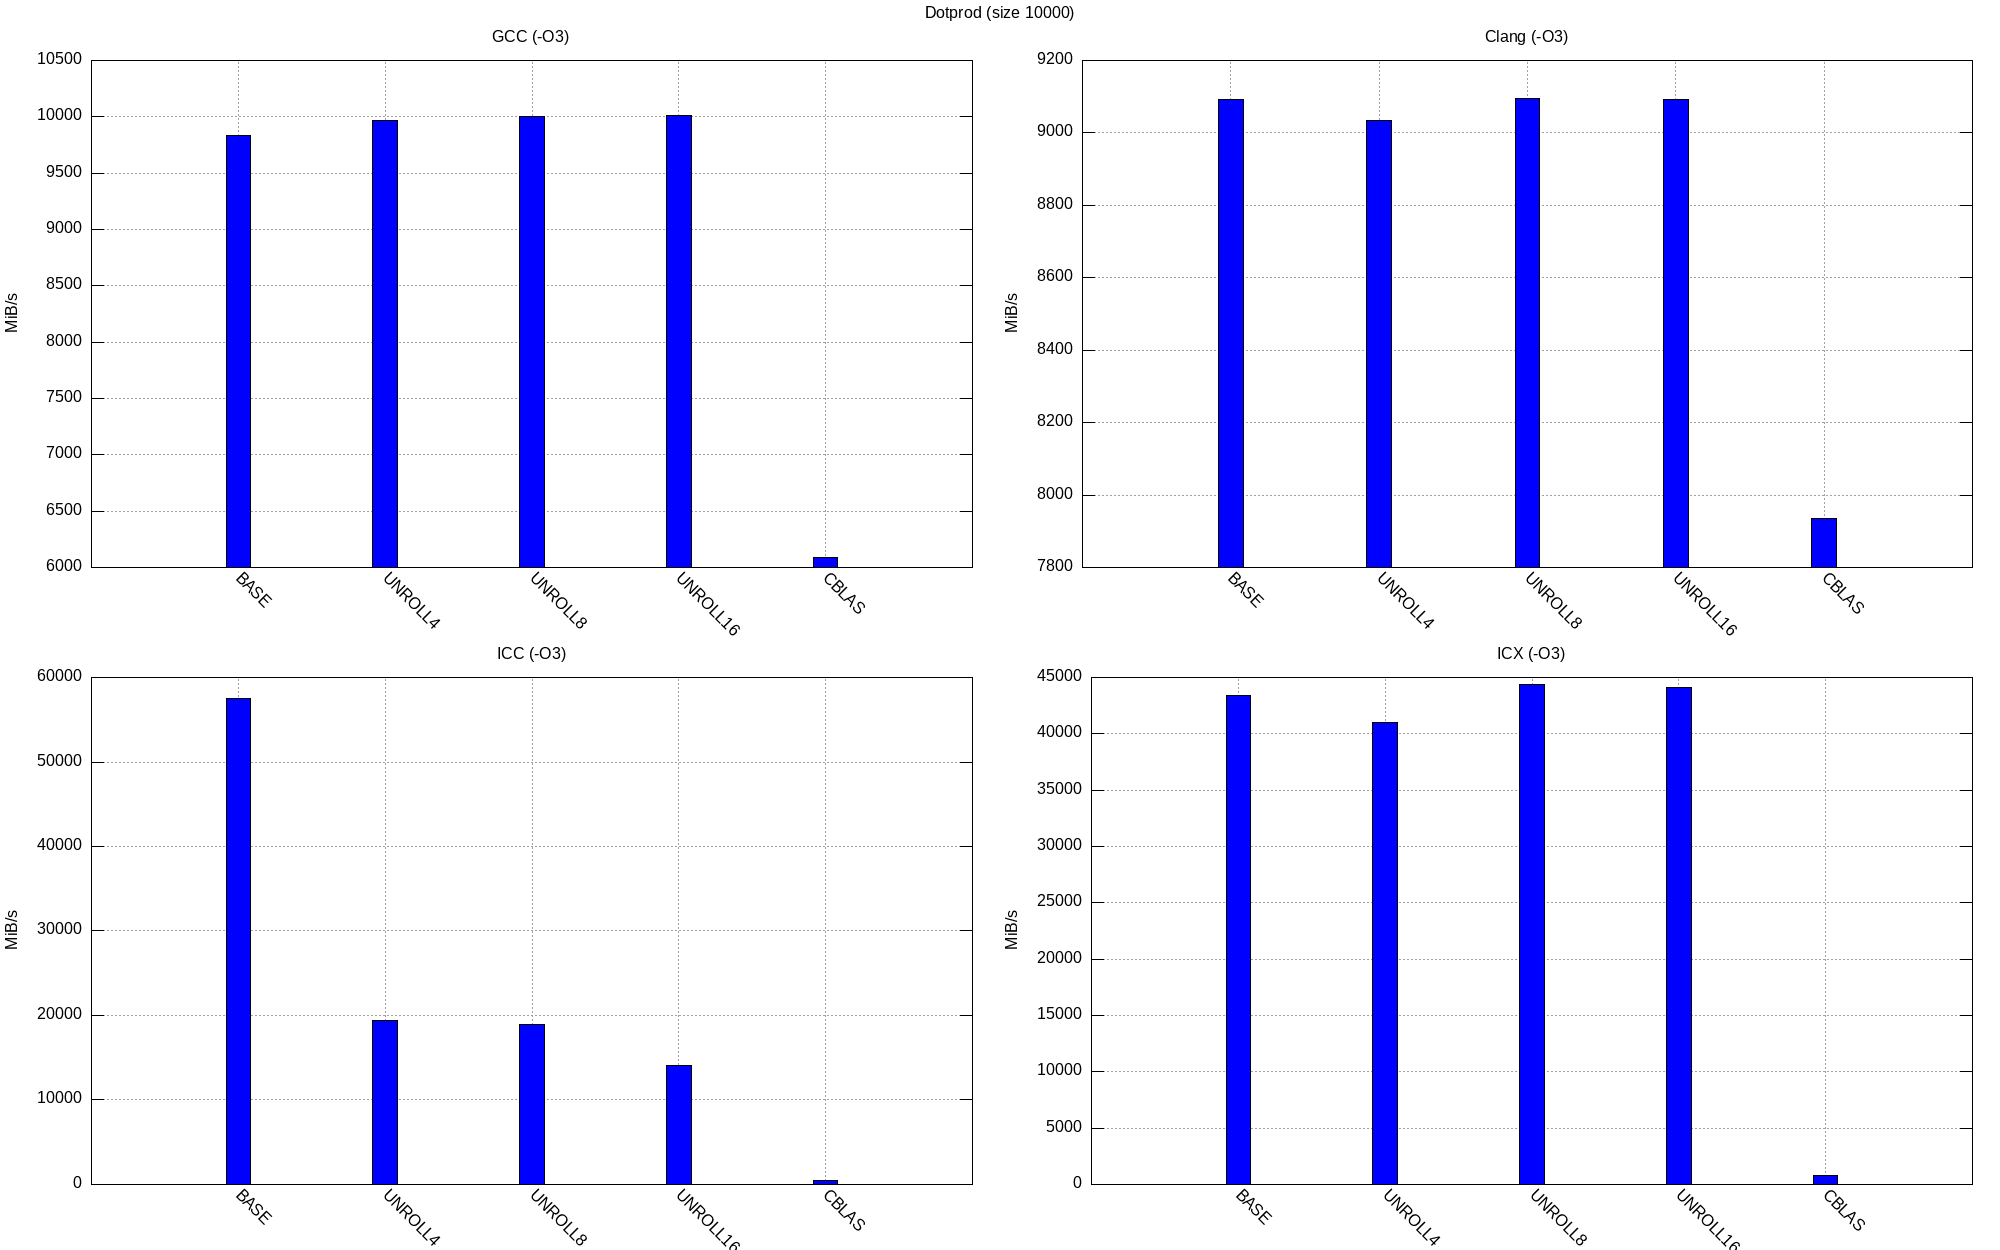 Dotprod (size 10000)
GCC (-O3)
10500
10000
9500
9000
8500
8000
7500
7000
6500
6000
MiB/s
BASE
UNROLL4
UNROLL8
UNROLL16
CBLAS
Clang (-O3)
9200
9000
8800
8600
8400
8200
8000
7800
MiB/s
BASE
UNROLL4
UNROLL8
UNROLL16
CBLAS
ICC (-O3)
60000
50000
40000
30000
20000
10000
0
MiB/s
BASE
UNROLL4
UNROLL8
UNROLL16
CBLAS
ICX (-O3)
45000
40000
35000
30000
25000
20000
15000
10000
5000
0
MiB/s
BASE
UNROLL4
UNROLL8
UNROLL16
CBLAS